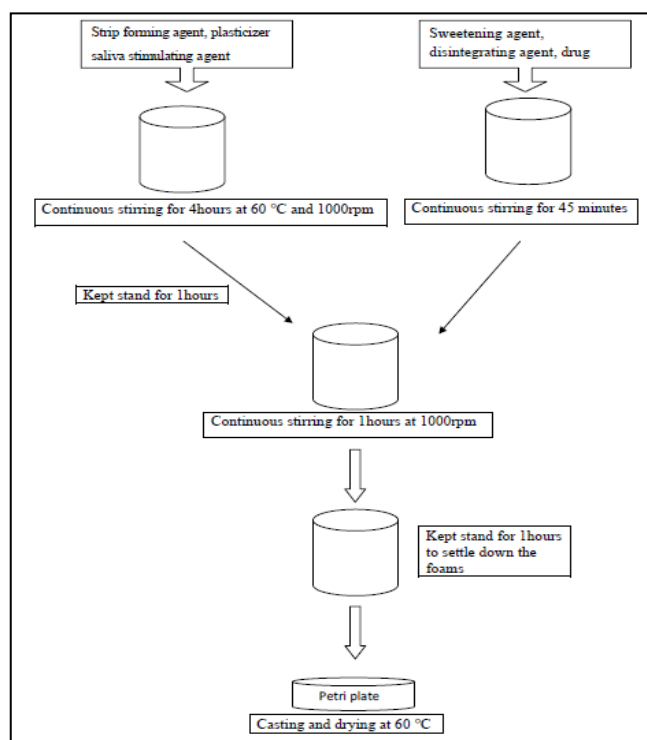 Strip forming agent, plasticizer
saliva stimulating agent
Sweetening agent,
disintegrating agent, drug
Continuous stirring for 4hours at 60 °C and 1000rpm
Continuous stirring for 45 minutes
Kept stand for 1hours
Continuous stirring for 1hours at 1000rpm
Kept stand for 1hours
to settle down the
foams
Petri plate
Casting and drying at 60 °C